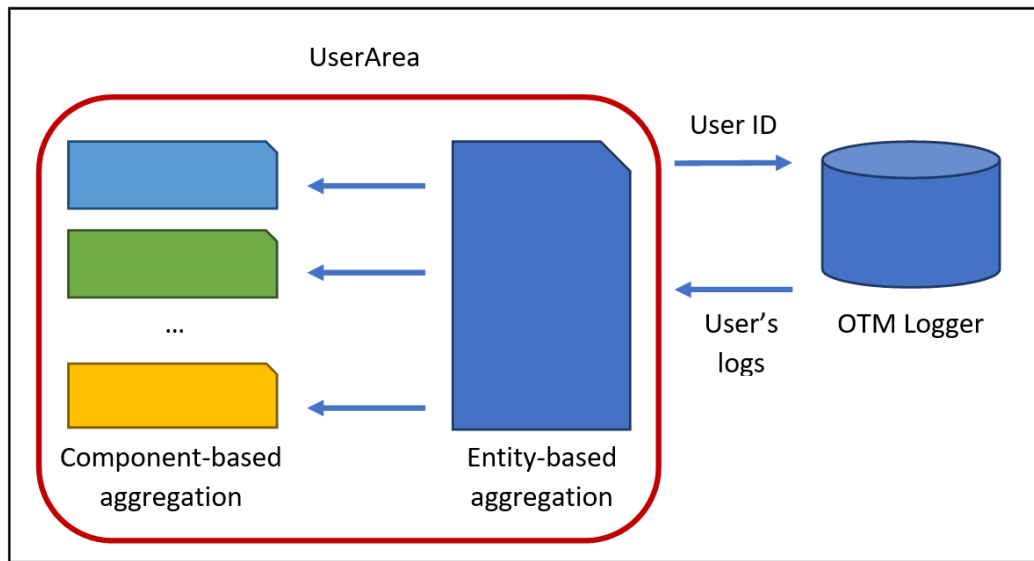 UserArea
User ID
...
User’s
logs
OTM Logger
Component-based
aggregation
Entity-based
aggregation